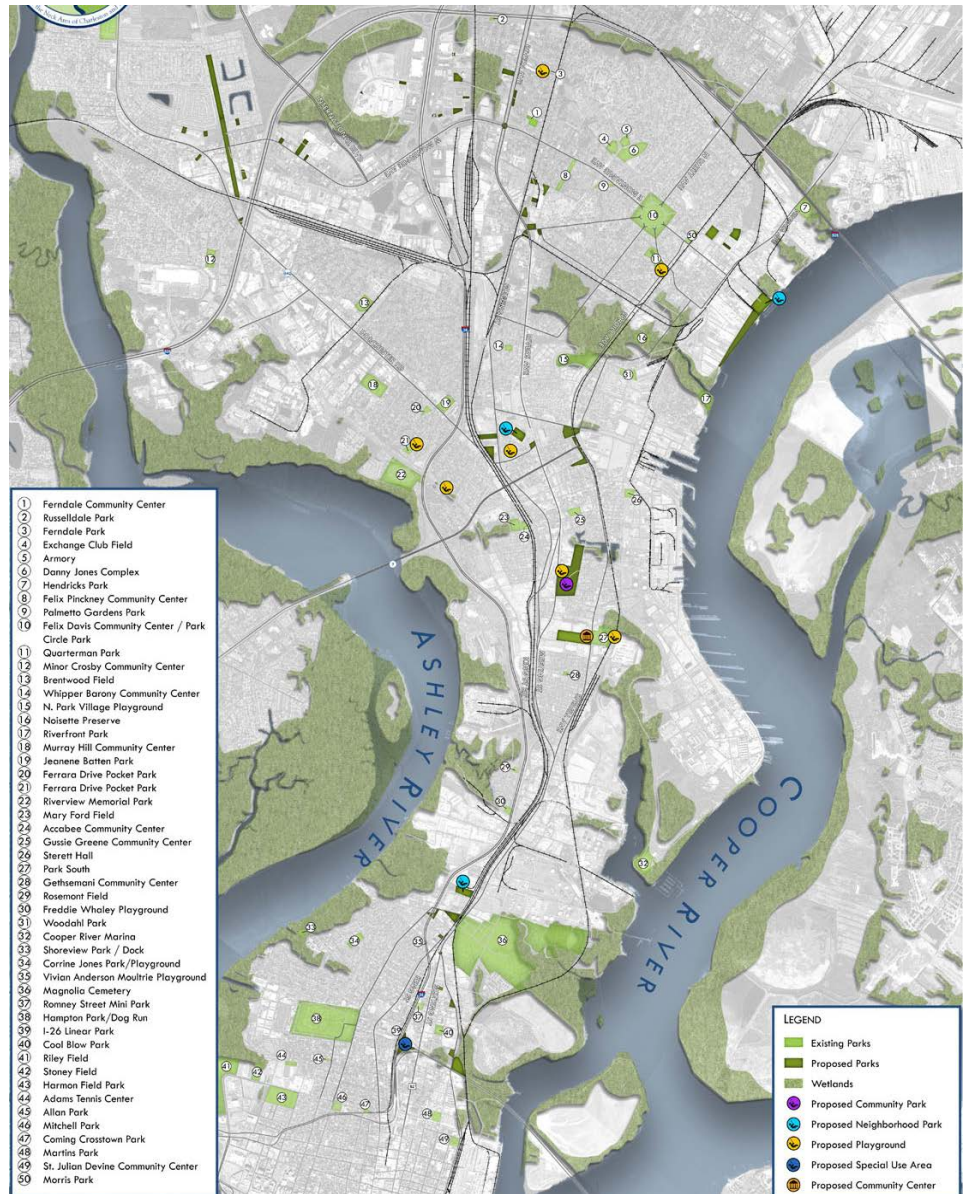 the Neck Area of Charleston and
ASHLEY RIVER
COOPER RIVER
1 Ferndale Community Center
2 Russelldale Park
3 Ferndale Park
4 Exchange Club Field
5 Armory
6 Danny Jones Complex
7 Hendricks Park
8 Felix Pinckney Community Center
9 Palmetto Gardens Park
10 Felix Davis Community Center / Park
Circle Park
11 Quarterman Park
12 Minor Crosby Community Center
13 Brentwood Field
14 Whipper Barony Community Center
15 N. Park Village Playground
16 Noisette Preserve
17 Riverfront Park
18 Murray Hill Community Center
19 Jeanene Batten Park
20 Ferrara Drive Pocket Park
21 Ferrara Drive Pocket Park
22 Riverview Memorial Park
23 Mary Ford Field
24 Accabee Community Center
25 Gussie Greene Community Center
26 Sterett Hall
27 Park South
28 Gethsemani Community Center
29 Rosemont Field
30 Freddie Whaley Playground
31 Woodahl Park
32 Cooper River Marina
33 Shoreview Park / Dock
34 Corrine Jones Park/Playground
35 Vivian Anderson Moultrie Playground
36 Magnolia Cemetery
37 Romney Street Mini Park
38 Hampton Park/Dog Run
39 I-26 Linear Park
40 Cool Blow Park
41 Riley Field
42 Stoney Field
43 Harmon Field Park
44 Adams Tennis Center
45 Allan Park
46 Mitchell Park
47 Coming Crosstown Park
48 Martins Park
49 St. Julian Devine Community Center
50 Morris Park
LEGEND
Existing Parks
Proposed Parks
Wetlands
Proposed Community Park
Proposed Neighborhood Park
Proposed Playground
Proposed Special Use Area
Proposed Community Center